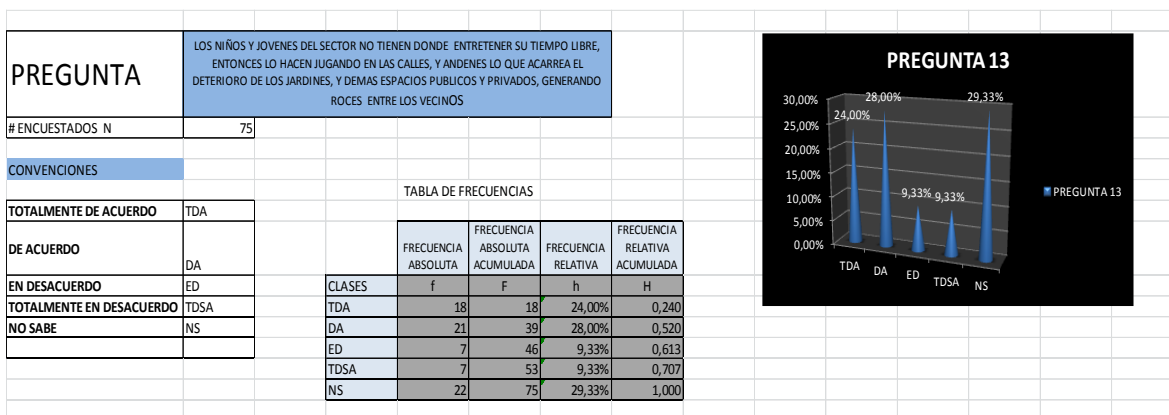 PREGUNTA
LOS NIÑOS Y JOVENES DEL SECTOR NO TIENEN DONDE ENTRETENER SU TIEMPO LIBRE,
ENTONCES LO HACEN JUGANDO EN LAS CALLES, Y ANDENES LO QUE ACARREA EL
DETERIORO DE LOS JARDINES, Y DEMAS ESPACIOS PUBLICOS Y PRIVADOS, GENERANDO
ROCES ENTRE LOS VECINOS
# ENCUESTADOS N 75
CONVENCIONES
TOTALMENTE DE ACUERDO TDA
DE ACUERDO DA
EN DESACUERDO ED
TOTALMENTE EN DESACUERDO TDSA
NO SABE NS
TABLA DE FRECUENCIAS
FRECUENCIA ABSOLUTA
FRECUENCIA ABSOLUTA ACUMULADA
FRECUENCIA RELATIVA
FRECUENCIA RELATIVA ACUMULADA
CLASES f F h H
TDA 18 18 24,00% 0,240
DA 21 39 28,00% 0,520
ED 7 46 9,33% 0,613
TDSA 7 53 9,33% 0,707
NS 22 75 29,33% 1,000
PREGUNTA 13
30,00%
25,00%
20,00%
15,00%
10,00%
5,00%
0,00%
24,00%
28,00%
9,33%
9,33%
29,33%
TDA
DA
ED
TDSA
NS
PREGUNTA 13